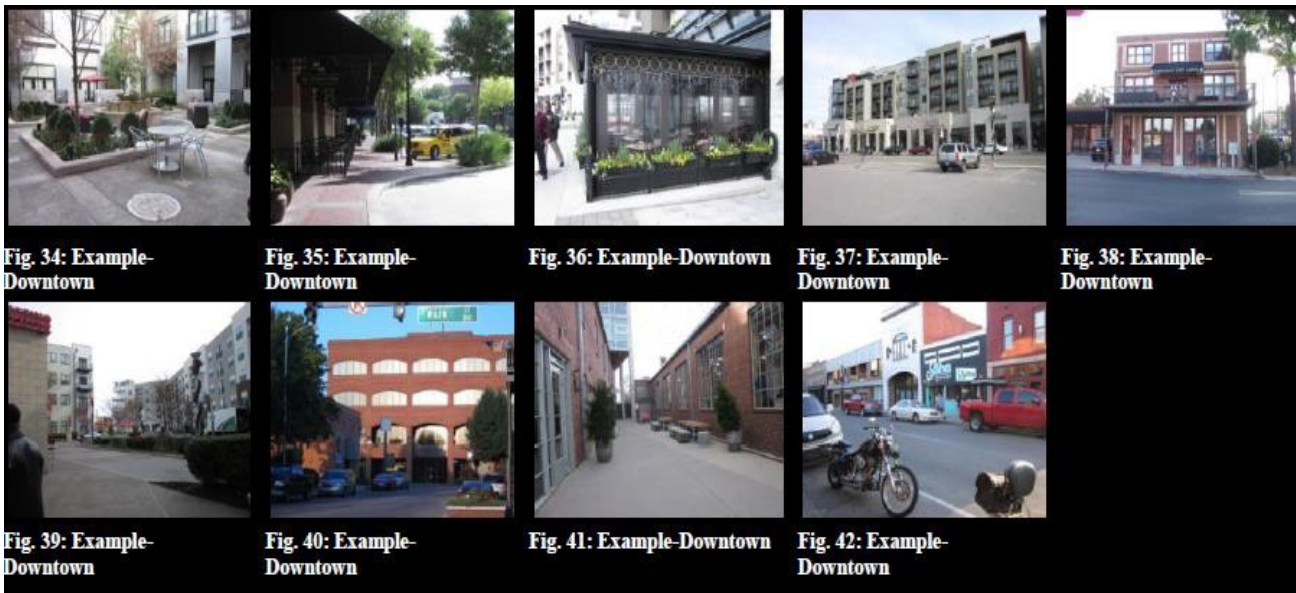 Fig. 34: Example-
Downtown
Fig. 35: Example-
Downtown
Fig. 36: Example-Downtown
Fig. 37: Example-
Downtown
Fig. 38: Example-
Downtown
Fig. 39: Example-
Downtown
Fig. 40: Example-
Downtown
Fig. 41: Example-Downtown
Fig. 42: Example-
Downtown